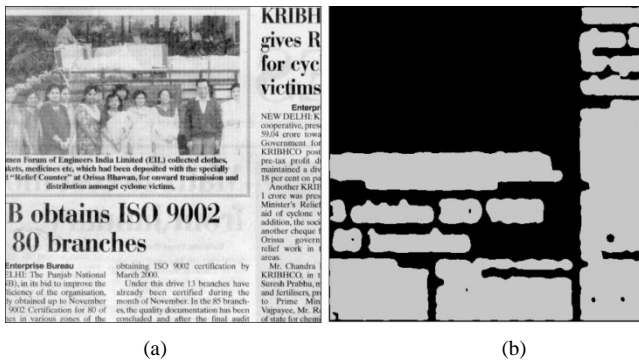 men Forum of Engineers India Limited (EIL) collected clothes,
kets, medicines etc, which had been deposited with the specially
"Relief Counter" at Orissa Bhawan, for onward transmission and
distribution amongst cyclone victims.
B obtains ISO 9002
80 branches
Enterprise Bureau
ELHI: The Punjab National
B), in its bid to improve the
ficiency of the organisation,
ly obtained up to November
9002 Certification for 80 of
hes in various zones of the
obtaining ISO 9002 certification by
March 2000.
Under this drive 13 branches have
already been certified during the
month of November. In the 85 branch-
es, the quality documentation has been
concluded and after the final audit
KRIBH
gives R
for cyc
victims
Enterpr
NEW DELHI: K
cooperative, pres
59.04 crore towa
Government for
KRIBHCO post
pre-tax profit d
maintained a div
18 per cent on pa
Another KRIB
1 crore was pres
Minister's Relief
aid of cyclone v
addition, the soci
another cheque f
Orissa govern
relief work in t
areas.
Mr. Chandra
KRIBHCO, in t
Suresh Prabhu, m
and fertilisers, pr
to Prime Min
Vajpayee, Mr. Ra
of state for chemi
(a)
(b)